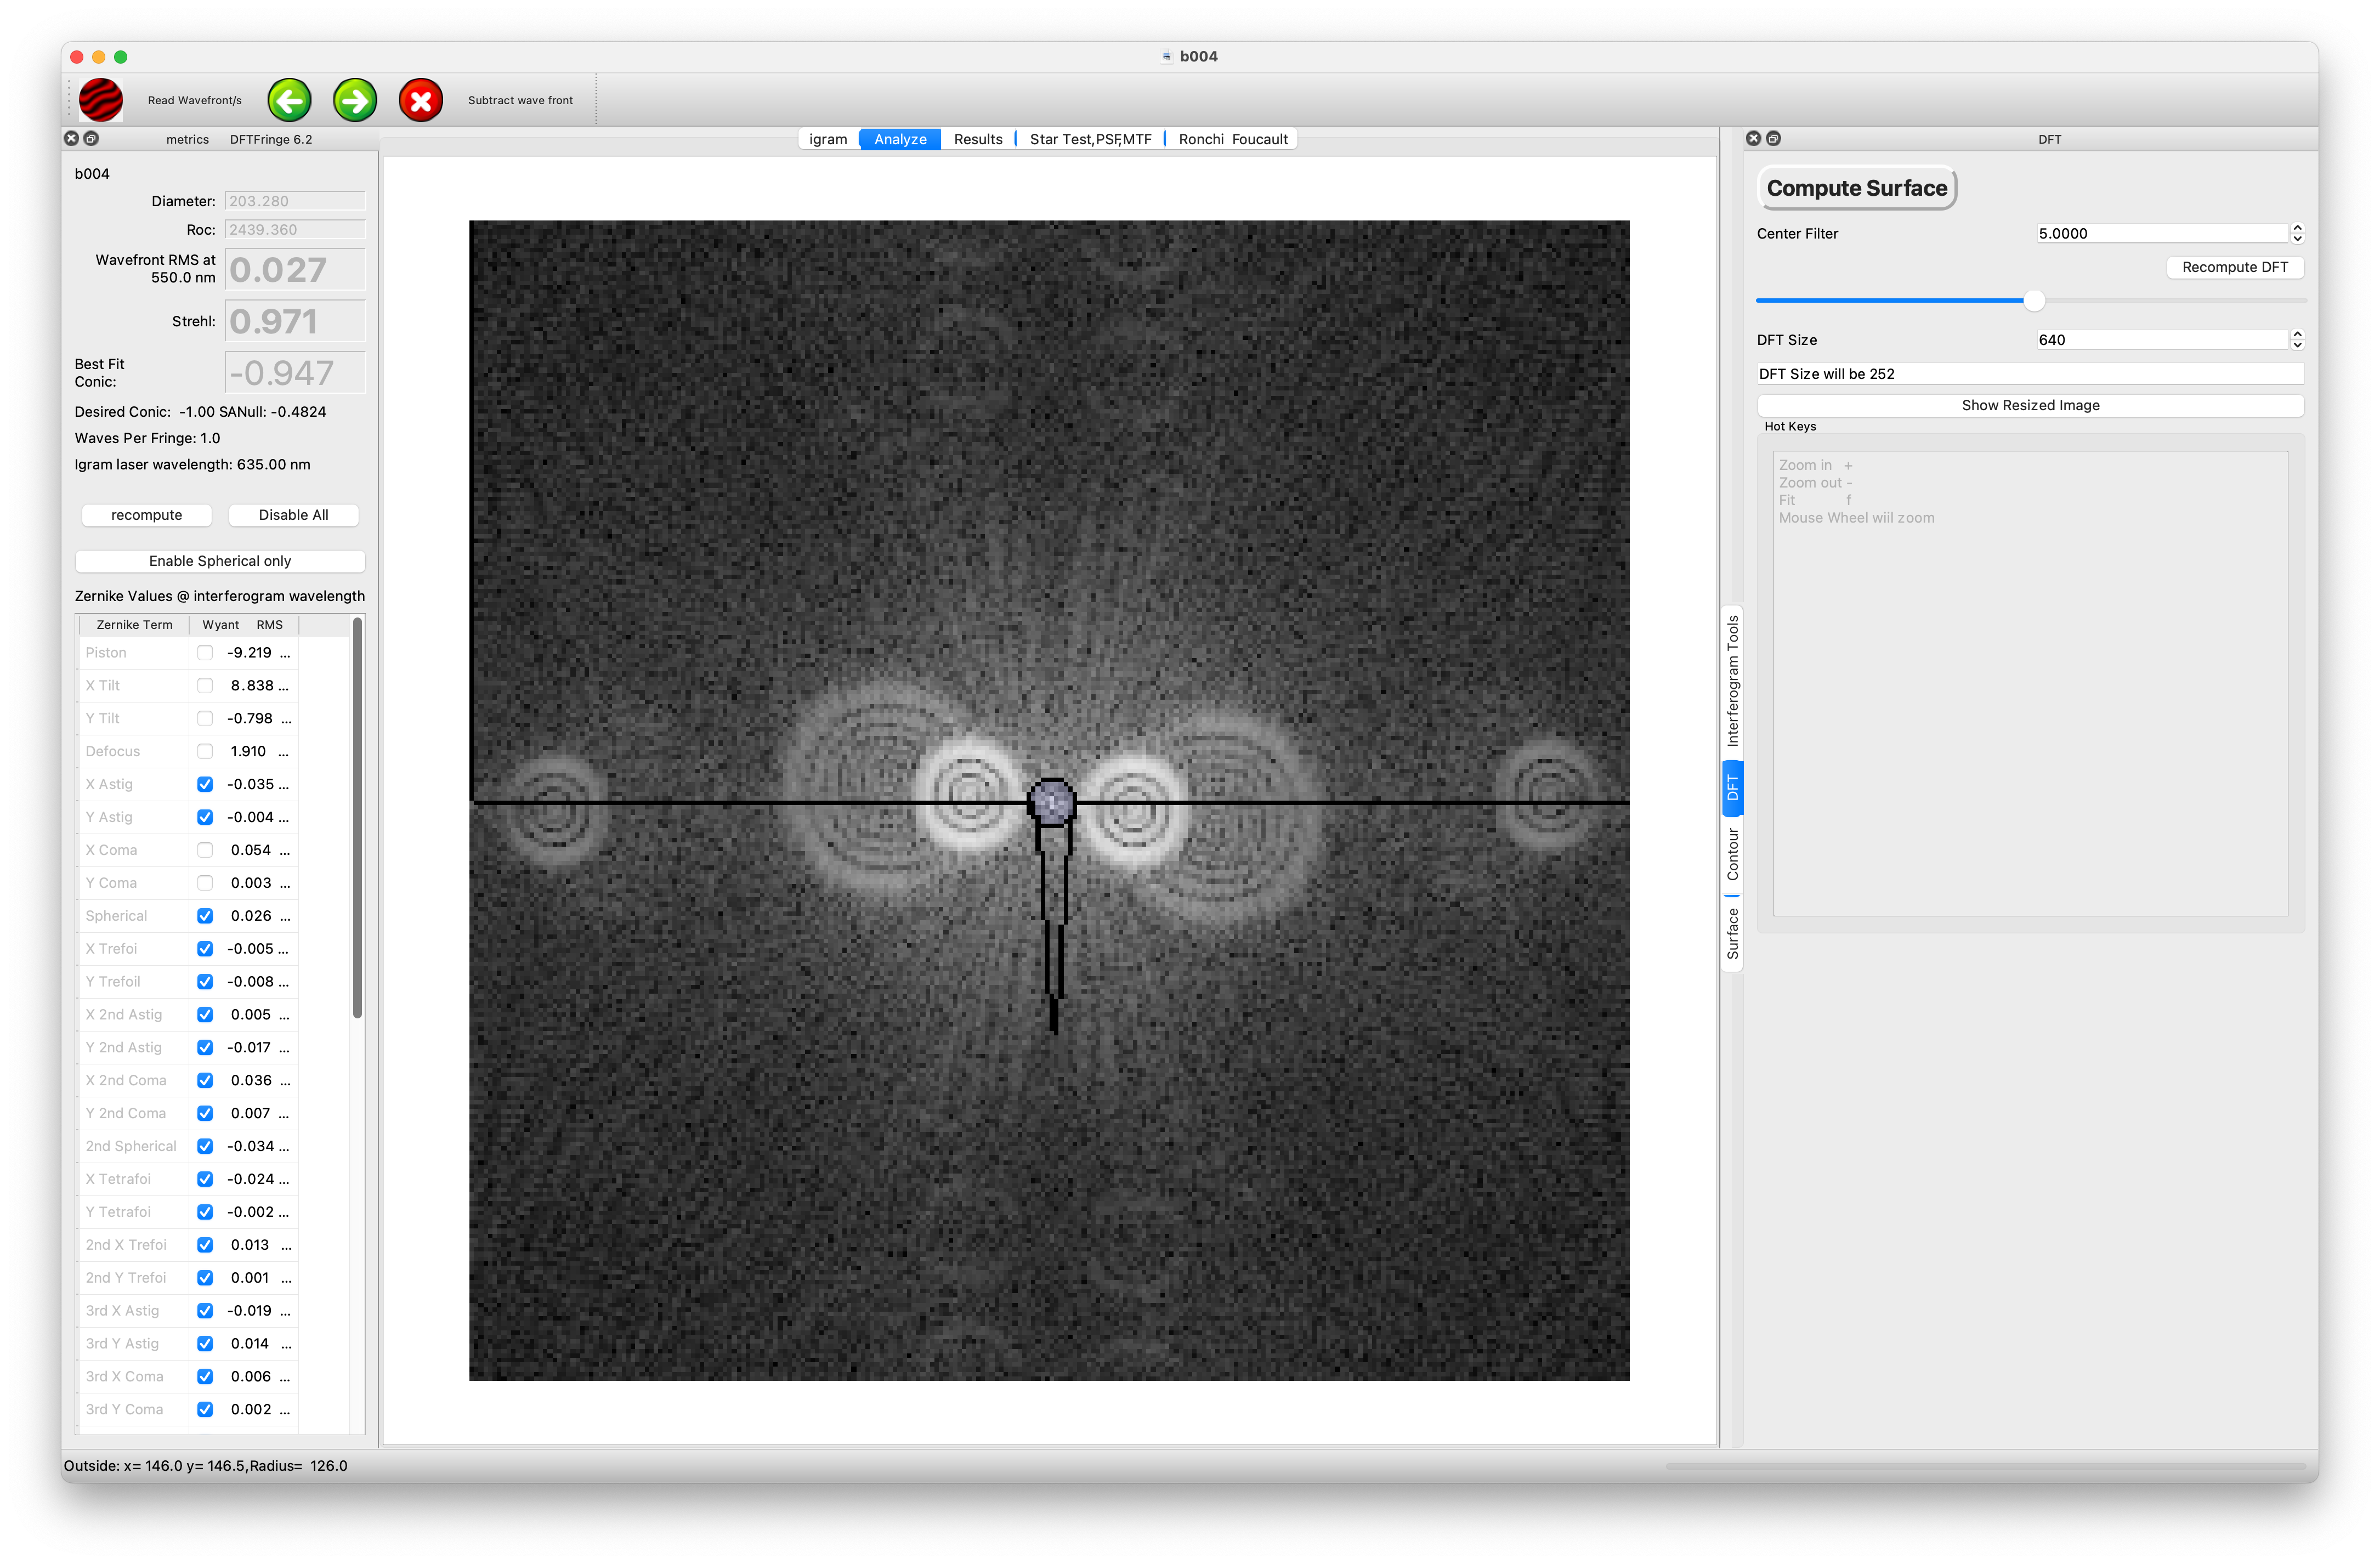 b004
Read Wavefront/s
Subtract wave front
metrics DFTFringe 6.2
igram Analyze Results Star Test,PSF,MTF Ronchi Foucault
DFT
b004
Diameter: 203.280
Roc: 2439.360
Wavefront RMS at
550.0 nm
0.027
Strehl: 0.971
Best Fit
Conic:
-0.947
Desired Conic: -1.00 SANull: -0.4824
Waves Per Fringe: 1.0
Igram laser wavelength: 635.00 nm
recompute Disable All
Enable Spherical only
Zernike Values @ interferogram wavelength
Zernike Term Wyant RMS
Piston -9.219 ...
X Tilt 8.838 ...
Y Tilt -0.798 ...
Defocus 1.910 ...
X Astig -0.035 ...
Y Astig -0.004 ...
X Coma 0.054 ...
Y Coma 0.003 ...
Spherical 0.026 ...
X Trefoi -0.005 ...
Y Trefoil -0.008 ...
X 2nd Astig 0.005 ...
Y 2nd Astig -0.017 ...
X 2nd Coma 0.036 ...
Y 2nd Coma 0.007 ...
2nd Spherical -0.034 ...
X Tetrafoi -0.024 ...
Y Tetrafoi -0.002 ...
2nd X Trefoi 0.013 ...
2nd Y Trefoi 0.001 ...
3rd X Astig -0.019 ...
3rd Y Astig 0.014 ...
3rd X Coma 0.006 ...
3rd Y Coma 0.002 ...
Interferogram Tools
DFT
Contour
Surface
Compute Surface
Center Filter 5.0000
Recompute DFT
DFT Size 640
DFT Size will be 252
Show Resized Image
Hot Keys
Zoom in +
Zoom out -
Fit f
Mouse Wheel wiil zoom
Outside: x= 146.0 y= 146.5,Radius= 126.0